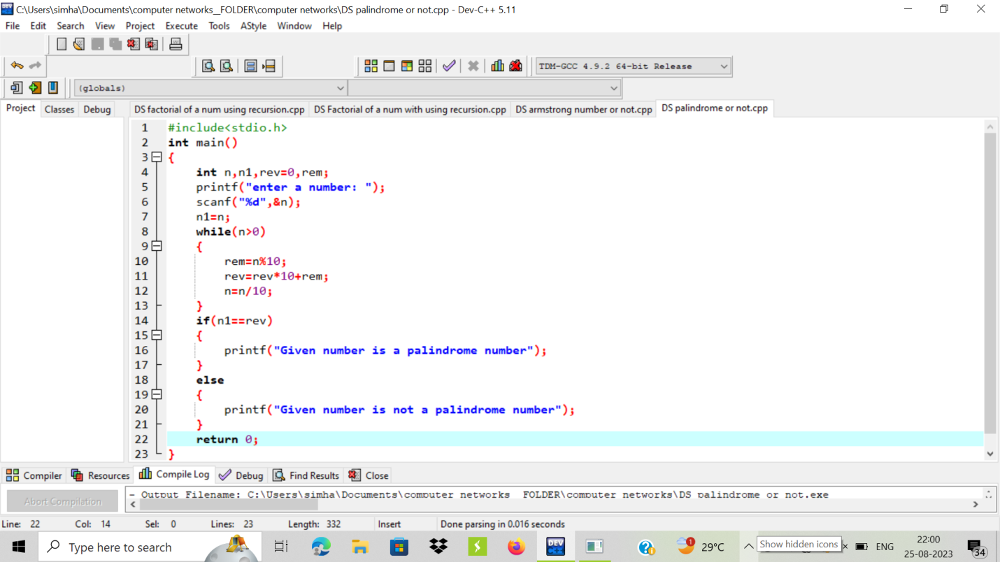 C:\Users\simha\Documents\computer networks_FOLDER\computer networks\DS palindrome or not.cpp - Dev-C++ 5.11
File Edit Search View Project Execute Tools AStyle Window Help
TDM-GCC 4.9.2 64-bit Release
(globals)
Project Classes Debug DS factorial of a num using recursion.cpp DS Factorial of a num with using recursion.cpp DS armstrong number or not.cpp DS palindrome or not.cpp
1 #include<stdio.h>
2 int main()
3 {
4     int n,n1,rev=0,rem;
5     printf("enter a number: ");
6     scanf("%d",&n);
7     n1=n;
8     while(n>0)
9     {
10         rem=n%10;
11         rev=rev*10+rem;
12         n=n/10;
13     }
14     if(n1==rev)
15     {
16         printf("Given number is a palindrome number");
17     }
18     else
19     {
20         printf("Given number is not a palindrome number");
21     }
22     return 0;
23 }
Compiler Resources Compile Log Debug Find Results Close
Abort Compilation - Output Filename: C:\Users\simha\Documents\computer networks_FOLDER\computer networks\DS palindrome or not.exe
Line: 22 Col: 14 Sel: 0 Lines: 23 Length: 332 Insert Done parsing in 0.016 seconds
Type here to search DEV C++ 1 29°C Show hidden icons ENG 22:00
25-08-2023 34